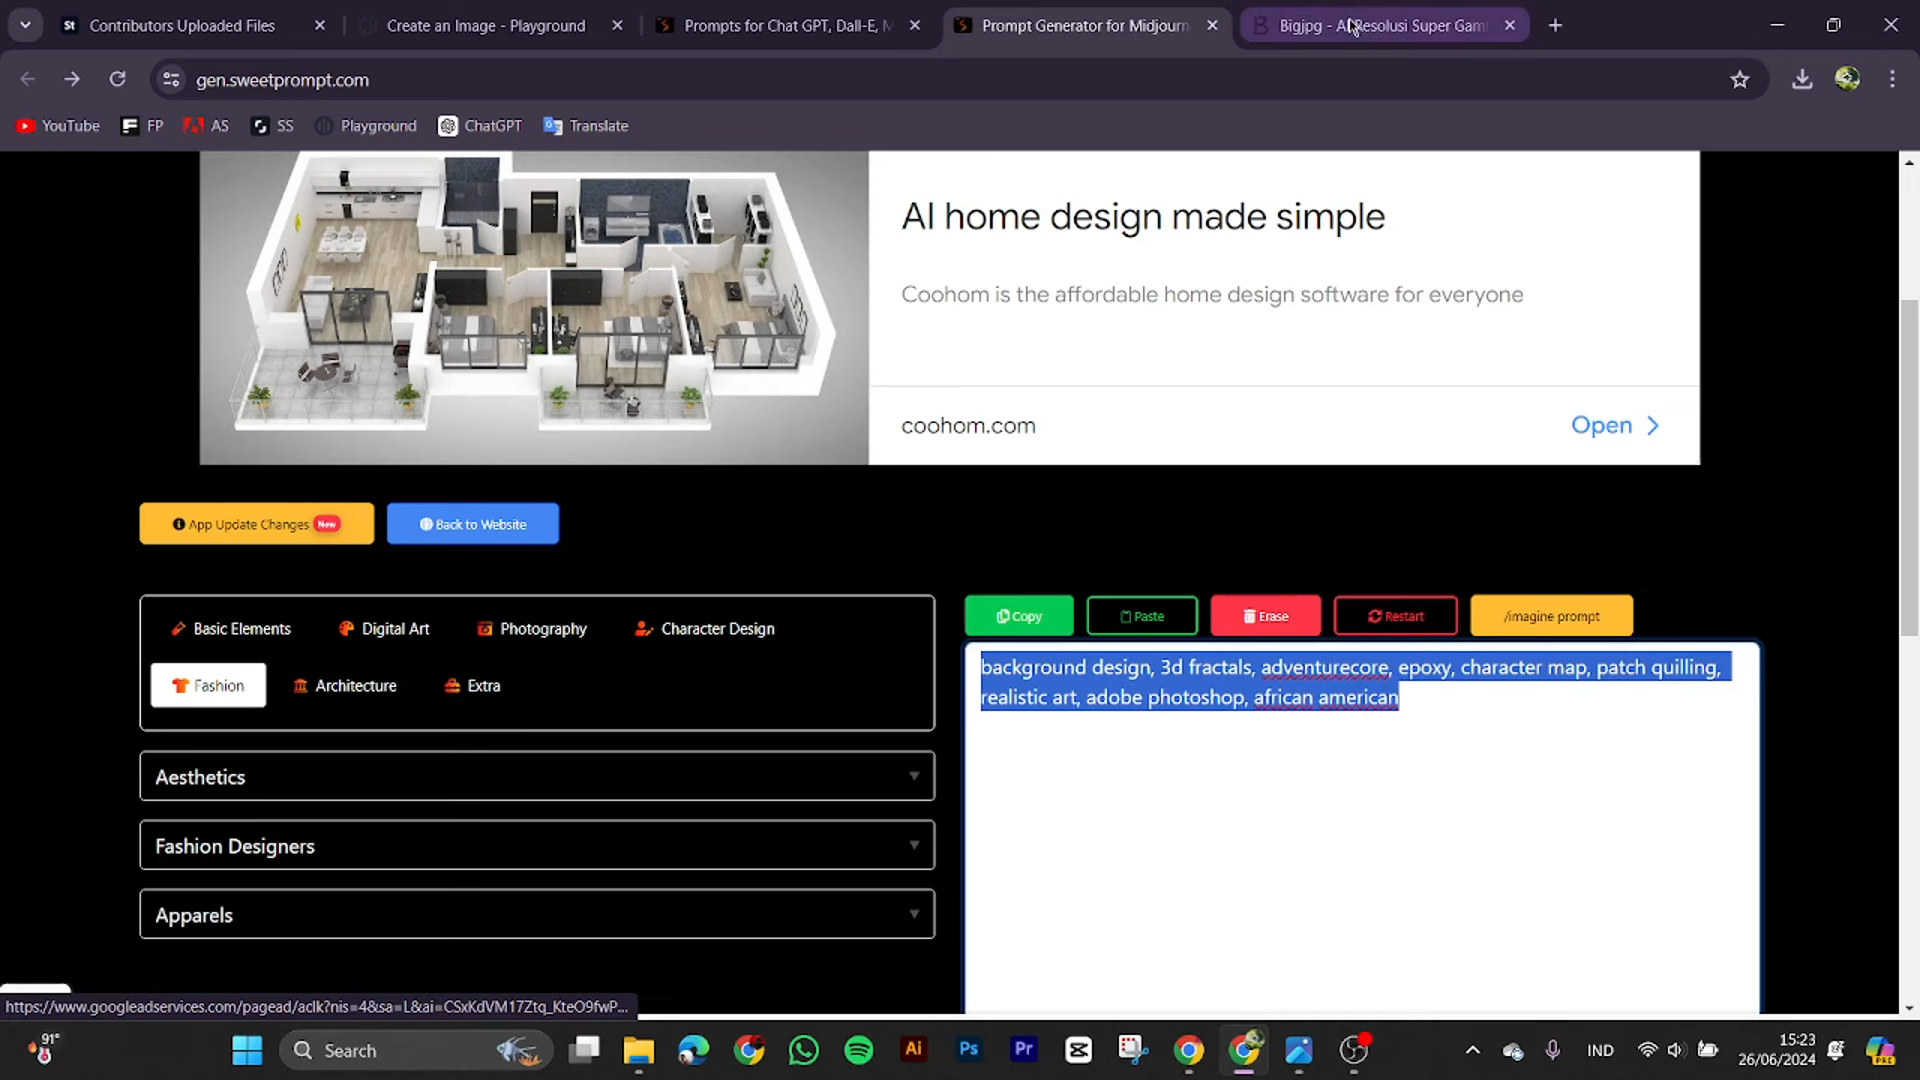 Contributors Uploaded Files
Create an Image - Playground
Prompts for Chat GPT, Dall-E, M
Prompt Generator for Midjourn
Bigjpg - AI Resolusi Super Gam
gen.sweetprompt.com
YouTube
FP
AS
SS
Playground
ChatGPT
Translate
AI home design made simple
Coohom is the affordable home design software for everyone
coohom.com
Open
App Update Changes New
Back to Website
Basic Elements
Digital Art
Photography
Character Design
Fashion
Architecture
Extra
Aesthetics
Fashion Designers
Apparels
Copy
Paste
Erase
Restart
/imagine prompt
background design, 3d fractals, adventurecore, epoxy, character map, patch quilling,
realistic art, adobe photoshop, african american
https://www.googleadservices.com/pagead/aclk?nis=4&sa=L&ai=CSxKdVM17Ztq_KteO9fwP...
91°
Search
Ai
Ps
Pr
IND
15:23
26/06/2024